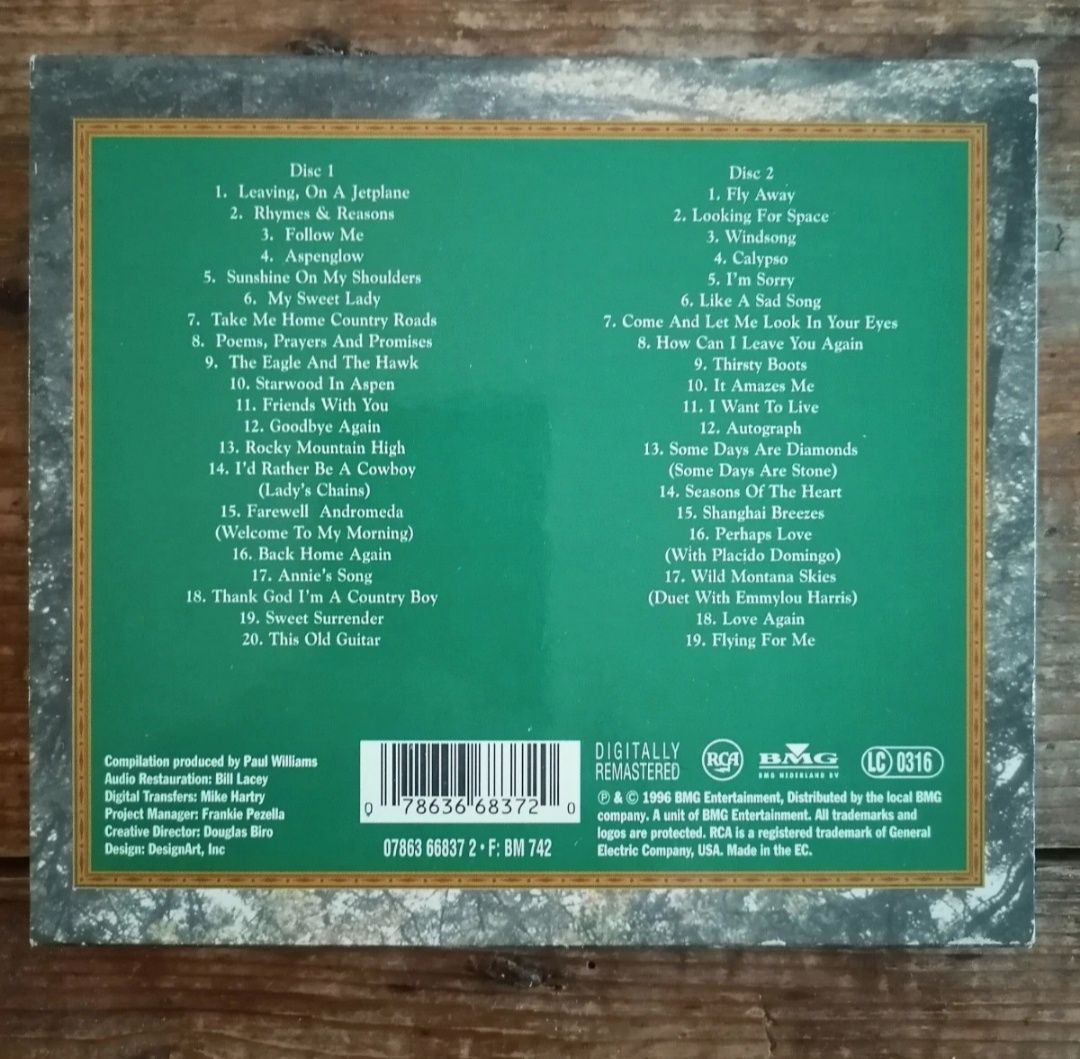 Disc 1
1. Leaving, On A Jetplane
2. Rhymes & Reasons
3. Follow Me
4. Aspenglow
5. Sunshine On My Shoulders
6. My Sweet Lady
7. Take Me Home Country Roads
8. Poems, Prayers And Promises
9. The Eagle And The Hawk
10. Starwood In Aspen
11. Friends With You
12. Goodbye Again
13. Rocky Mountain High
14. I'd Rather Be A Cowboy
(Lady's Chains)
15. Farewell Andromeda
(Welcome To My Morning)
16. Back Home Again
17. Annie's Song
18. Thank God I'm A Country Boy
19. Sweet Surrender
20. This Old Guitar
Disc 2
1. Fly Away
2. Looking For Space
3. Windsong
4. Calypso
5. I'm Sorry
6. Like A Sad Song
7. Come And Let Me Look In Your Eyes
8. How Can I Leave You Again
9. Thirsty Boots
10. It Amazes Me
11. I Want To Live
12. Autograph
13. Some Days Are Diamonds
(Some Days Are Stone)
14. Seasons Of The Heart
15. Shanghai Breezes
16. Perhaps Love
(With Placido Domingo)
17. Wild Montana Skies
(Duet With Emmylou Harris)
18. Love Again
19. Flying For Me
Compilation produced by Paul Williams
Audio Restauration: Bill Lacey
Digital Transfers: Mike Hartry
Project Manager: Frankie Pezella
Creative Director: Douglas Biro
Design: DesignArt, Inc
0 78636 68372 0
07863 66837 2 • F: BM 742
DIGITALLY
REMASTERED
RCA
BMG
BMG NEDERLAND BV
LC 0316
℗ & © 1996 BMG Entertainment, Distributed by the local BMG
company. A unit of BMG Entertainment. All trademarks and
logos are protected. RCA is a registered trademark of General
Electric Company, USA. Made in the EC.